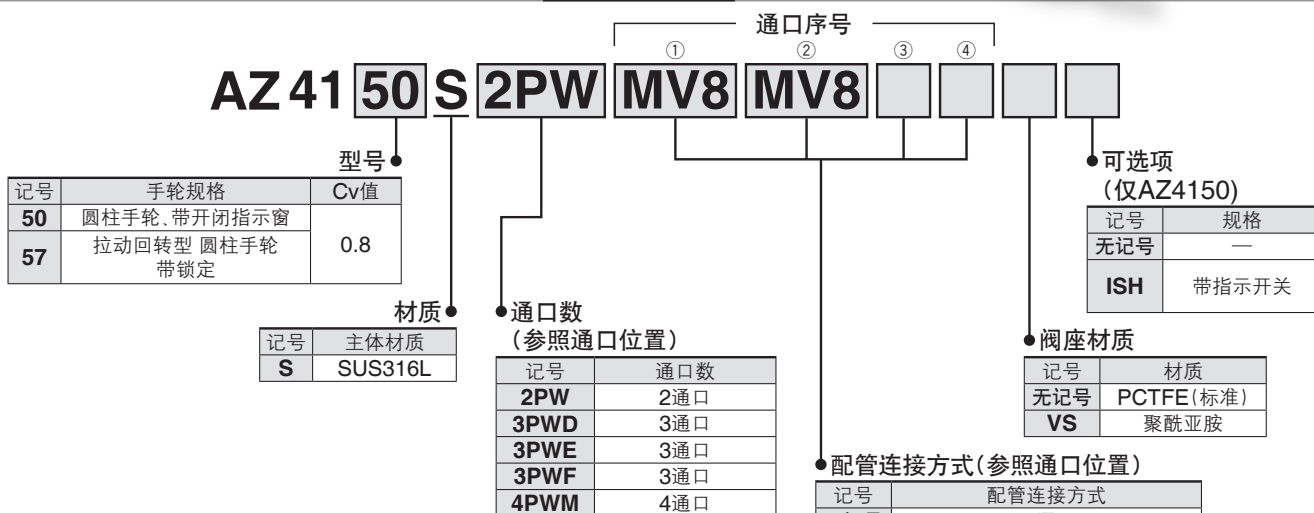 通口序号
① ② ③ ④
AZ 41 50 S 2PW MV8 MV8
型号
记号 手轮规格 Cv值
50 圆柱手轮、带开闭指示窗 0.8
57 拉动回转型 圆柱手轮
带锁定
材质
记号 主体材质
S SUS316L
通口数
（参照通口位置）
记号 通口数
2PW 2通口
3PWD 3通口
3PWE 3通口
3PWF 3通口
4PWM 4通口
可选项
（仅AZ4150)
记号 规格
无记号 —
ISH 带指示开关
阀座材质
记号 材质
无记号 PCTFE（标准）
VS 聚酰亚胺
配管连接方式（参照通口位置）
记号 配管连接方式